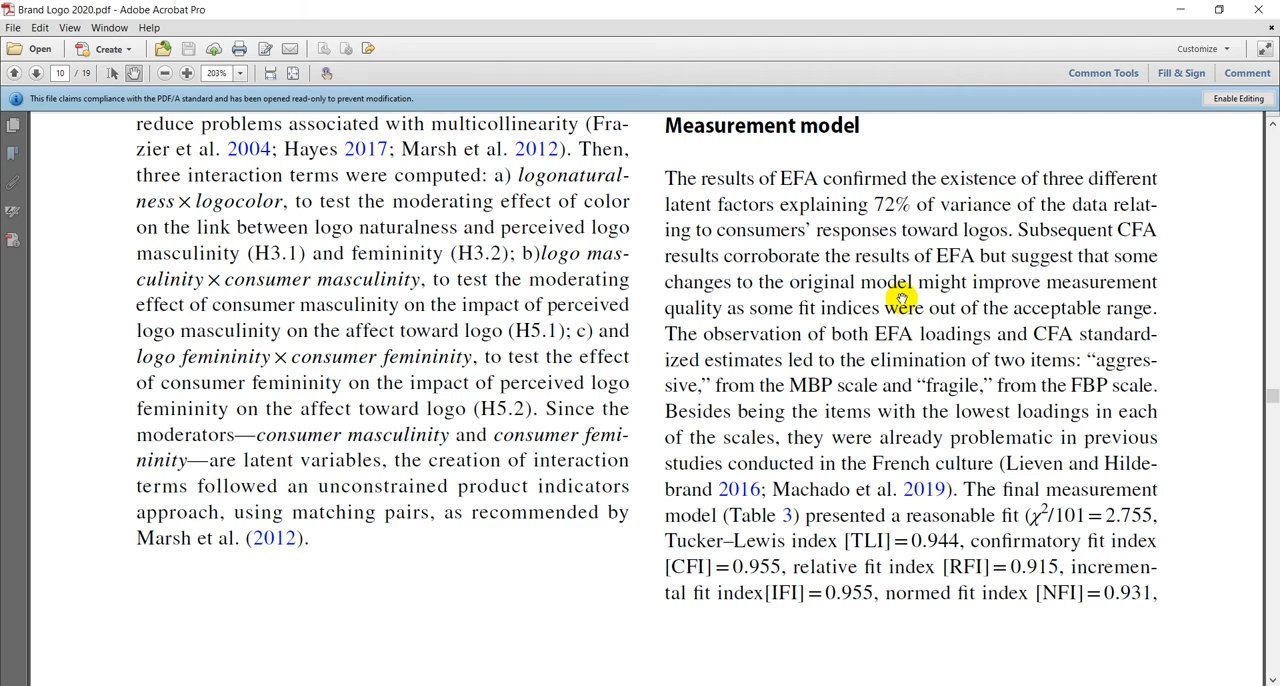 Brand Logo 2020.pdf - Adobe Acrobat Pro
File Edit View Window Help
Open Create Customize
10 / 19 203% Common Tools Fill & Sign Comment
This file claims compliance with the PDF/A standard and has been opened read-only to prevent modification. Enable Editing
reduce problems associated with multicollinearity (Fra-
zier et al. 2004; Hayes 2017; Marsh et al. 2012). Then,
three interaction terms were computed: a) logonatural-
ness × logocolor, to test the moderating effect of color
on the link between logo naturalness and perceived logo
masculinity (H3.1) and femininity (H3.2); b)logo mas-
culinity × consumer masculinity, to test the moderating
effect of consumer masculinity on the impact of perceived
logo masculinity on the affect toward logo (H5.1); c) and
logo femininity × consumer femininity, to test the effect
of consumer femininity on the impact of perceived logo
femininity on the affect toward logo (H5.2). Since the
moderators—consumer masculinity and consumer femi-
ninity—are latent variables, the creation of interaction
terms followed an unconstrained product indicators
approach, using matching pairs, as recommended by
Marsh et al. (2012).
Measurement model
The results of EFA confirmed the existence of three different
latent factors explaining 72% of variance of the data relat-
ing to consumers’ responses toward logos. Subsequent CFA
results corroborate the results of EFA but suggest that some
changes to the original model might improve measurement
quality as some fit indices were out of the acceptable range.
The observation of both EFA loadings and CFA standard-
ized estimates led to the elimination of two items: “aggres-
sive,” from the MBP scale and “fragile,” from the FBP scale.
Besides being the items with the lowest loadings in each
of the scales, they were already problematic in previous
studies conducted in the French culture (Lieven and Hilde-
brand 2016; Machado et al. 2019). The final measurement
model (Table 3) presented a reasonable fit (χ²/101 = 2.755,
Tucker–Lewis index [TLI] = 0.944, confirmatory fit index
[CFI] = 0.955, relative fit index [RFI] = 0.915, incremen-
tal fit index[IFI] = 0.955, normed fit index [NFI] = 0.931,